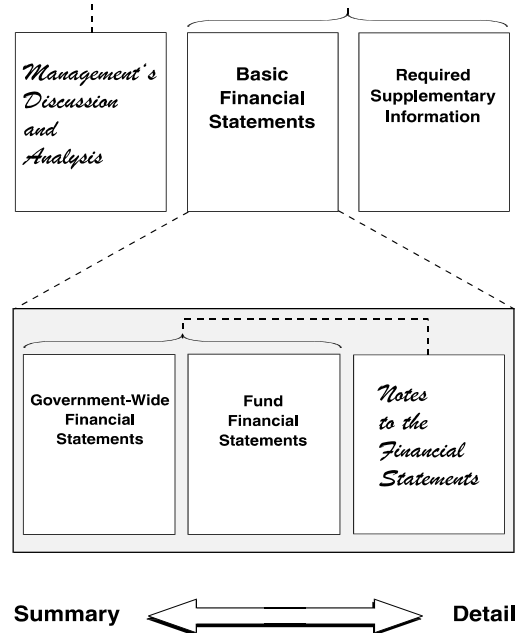 Management's
Discussion
and
Analysis
Basic
Financial
Statements
Required
Supplementary
Information
Government-Wide
Financial
Statements
Fund
Financial
Statements
Notes
to the
Financial
Statements
Summary
Detail